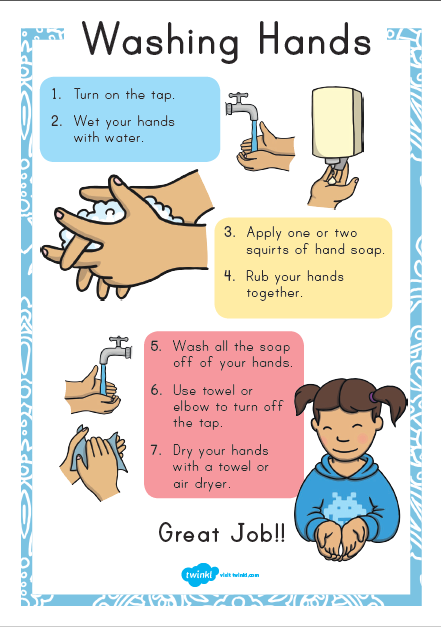 Washing Hands
1. Turn on the tap.
2. Wet your hands
with water.
3. Apply one or two
squirts of hand soap.
4. Rub your hands
together.
5. Wash all the soap
off of your hands.
6. Use towel or
elbow to turn off
the tap.
7. Dry your hands
with a towel or
air dryer.
Great Job!!
twinkl visit twinkl.com